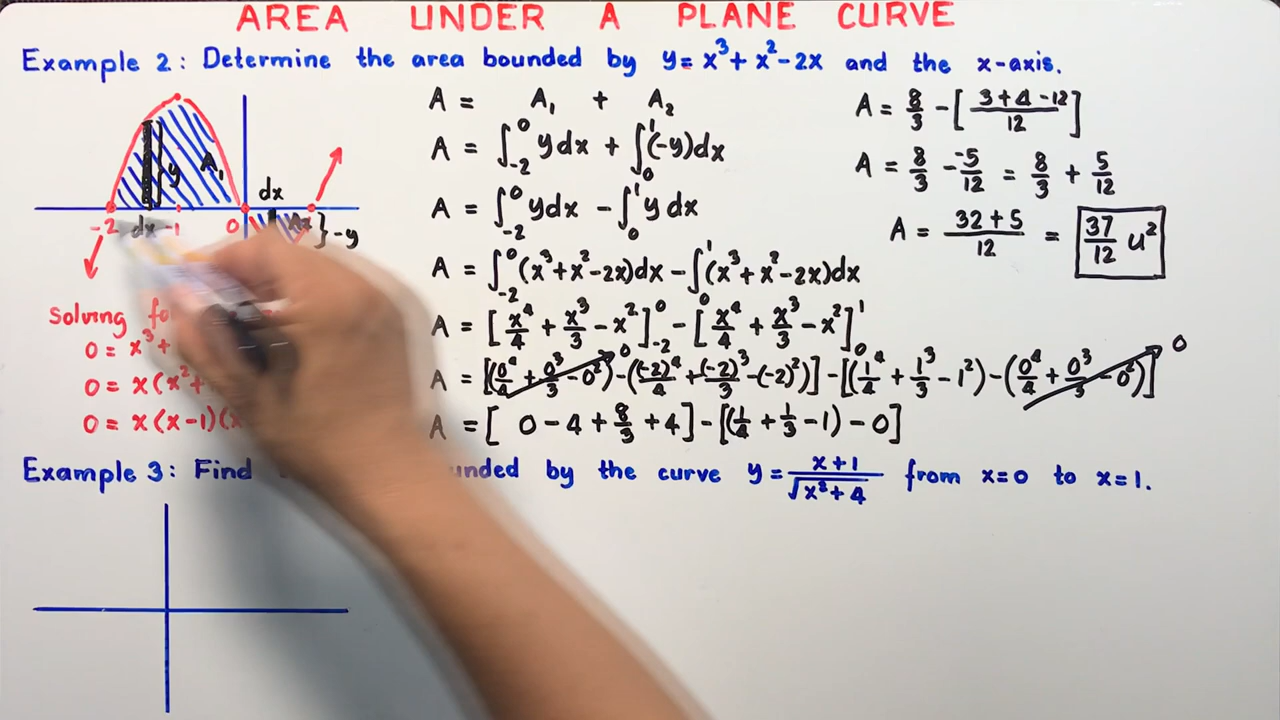 AREA UNDER A PLANE CURVE
Example 2: Determine the area bounded by y = x³ + x² - 2x and the x-axis.
A₁
y
dx
-2
dx
-1
0
} -y
Solving
0 = x³ +
0 = x(x² +
0 = x(x-1)(x
A = A₁ + A₂
A = ∫₋₂⁰ ydx + ∫₀¹ (-y)dx
A = ∫₋₂⁰ ydx - ∫₀¹ y dx
A = ∫₋₂⁰ (x³+x²-2x)dx - ∫₀¹ (x³+x²-2x)dx
A = [x⁴/4 + x³/3 - x²]₋₂⁰ - [x⁴/4 + x³/3 - x²]₀¹
A = [(0⁴/4 + 0³/3 - 0²) 0 - ((-2)⁴/4 + (-2)³/3 - (-2)²)] - [(1⁴/4 + 1³/3 - 1²) - (0⁴/4 + 0³/3 - 0²)] 0
A = [ 0 - 4 + 8/3 + 4] - [(1/4 + 1/3 - 1) - 0]
A = 8/3 - [(3+4-12)/12]
A = 8/3 - -5/12 = 8/3 + 5/12
A = (32+5)/12 = 37/12 u²
Example 3: Find bounded by the curve y = (x+1)/√(x²+4) from x=0 to x=1.